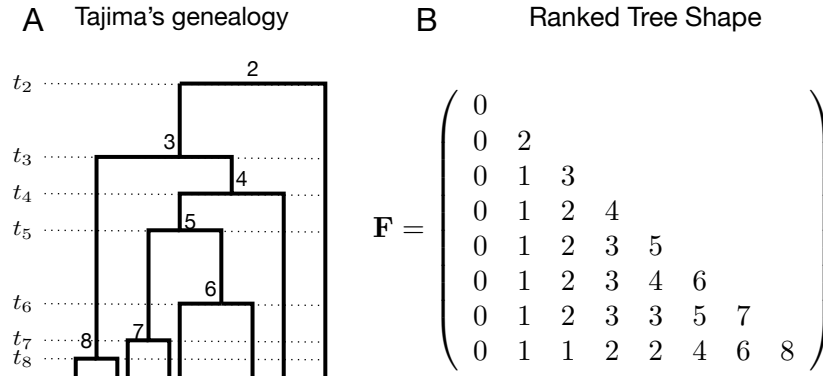 A Tajima's genealogy
B Ranked Tree Shape
t2
2
t3
3
t4
4
t5
5
t6
6
t7
7
t8
8
F =
0
0 2
0 1 3
0 1 2 4
0 1 2 3 5
0 1 2 3 4 6
0 1 2 3 3 5 7
0 1 1 2 2 4 6 8